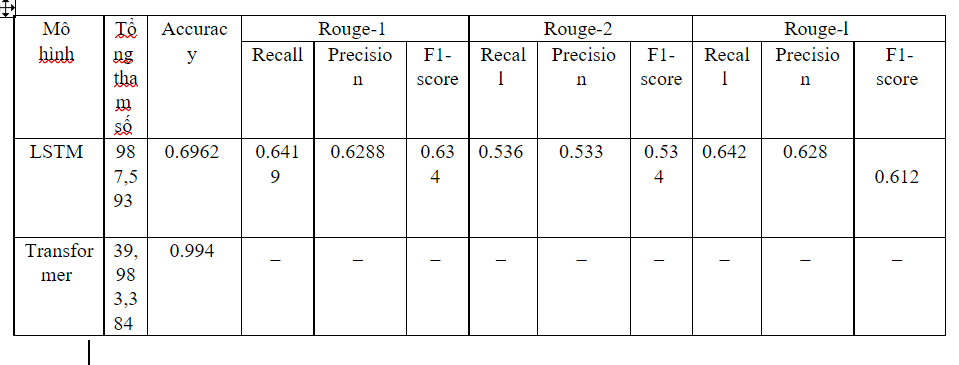 Mô hình Tổng tham số Accuracy Rouge-1 Rouge-2 Rouge-l
Recall Precision F1-score Recall Precision F1-score Recall Precision F1-score
LSTM 987,593 0.6962 0.6419 0.6288 0.634 0.536 0.533 0.534 0.642 0.628 0.612
Transformer 39,983,384 0.994 – – – – – – – – –